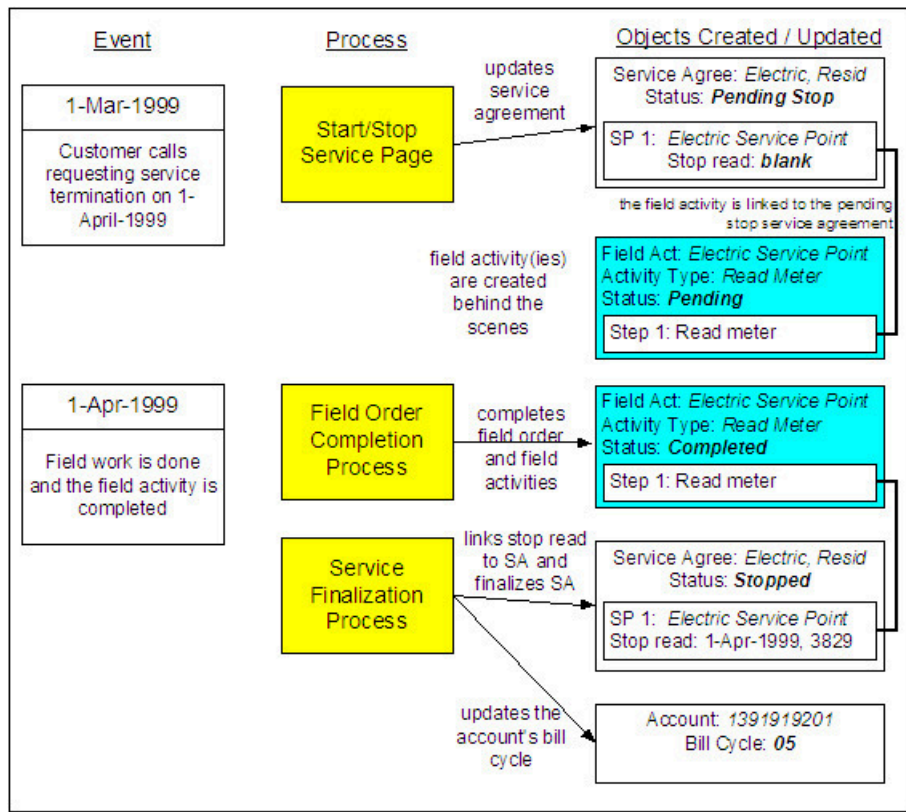 Event
Process
Objects Created / Updated
1-Mar-1999
Customer calls
requesting service
termination on 1-
April-1999
Start/Stop
Service Page
updates
service
agreement
Service Agree: Electric, Resid
Status: Pending Stop
SP 1: Electric Service Point
Stop read: blank
the field activity is linked to the pending
stop service agreement
field activity(ies)
are created
behind the
scenes
Field Act: Electric Service Point
Activity Type: Read Meter
Status: Pending
Step 1: Read meter
1-Apr-1999
Field work is done
and the field activity is
completed
Field Order
Completion
Process
completes
field order
and field
activities
Field Act: Electric Service Point
Activity Type: Read Meter
Status: Completed
Step 1: Read meter
Service
Finalization
Process
links stop read
to SA and
finalizes SA
Service Agree: Electric, Resid
Status: Stopped
SP 1: Electric Service Point
Stop read: 1-Apr-1999, 3829
updates the
account's bill
cycle
Account: 1391919201
Bill Cycle: 05